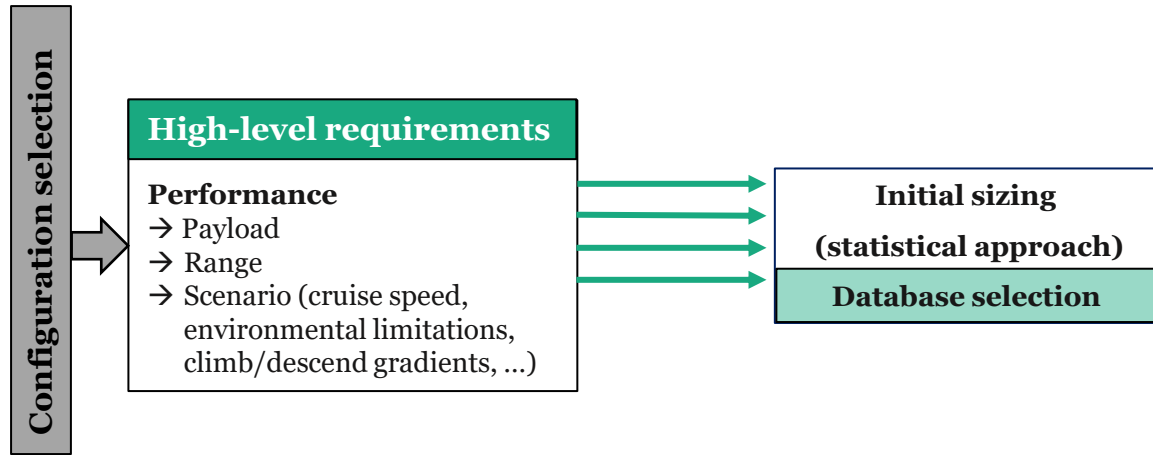 Configuration selection
High-level requirements
Performance
→ Payload
→ Range
→ Scenario (cruise speed,
environmental limitations,
climb/descend gradients, ...)
Initial sizing
(statistical approach)
Database selection